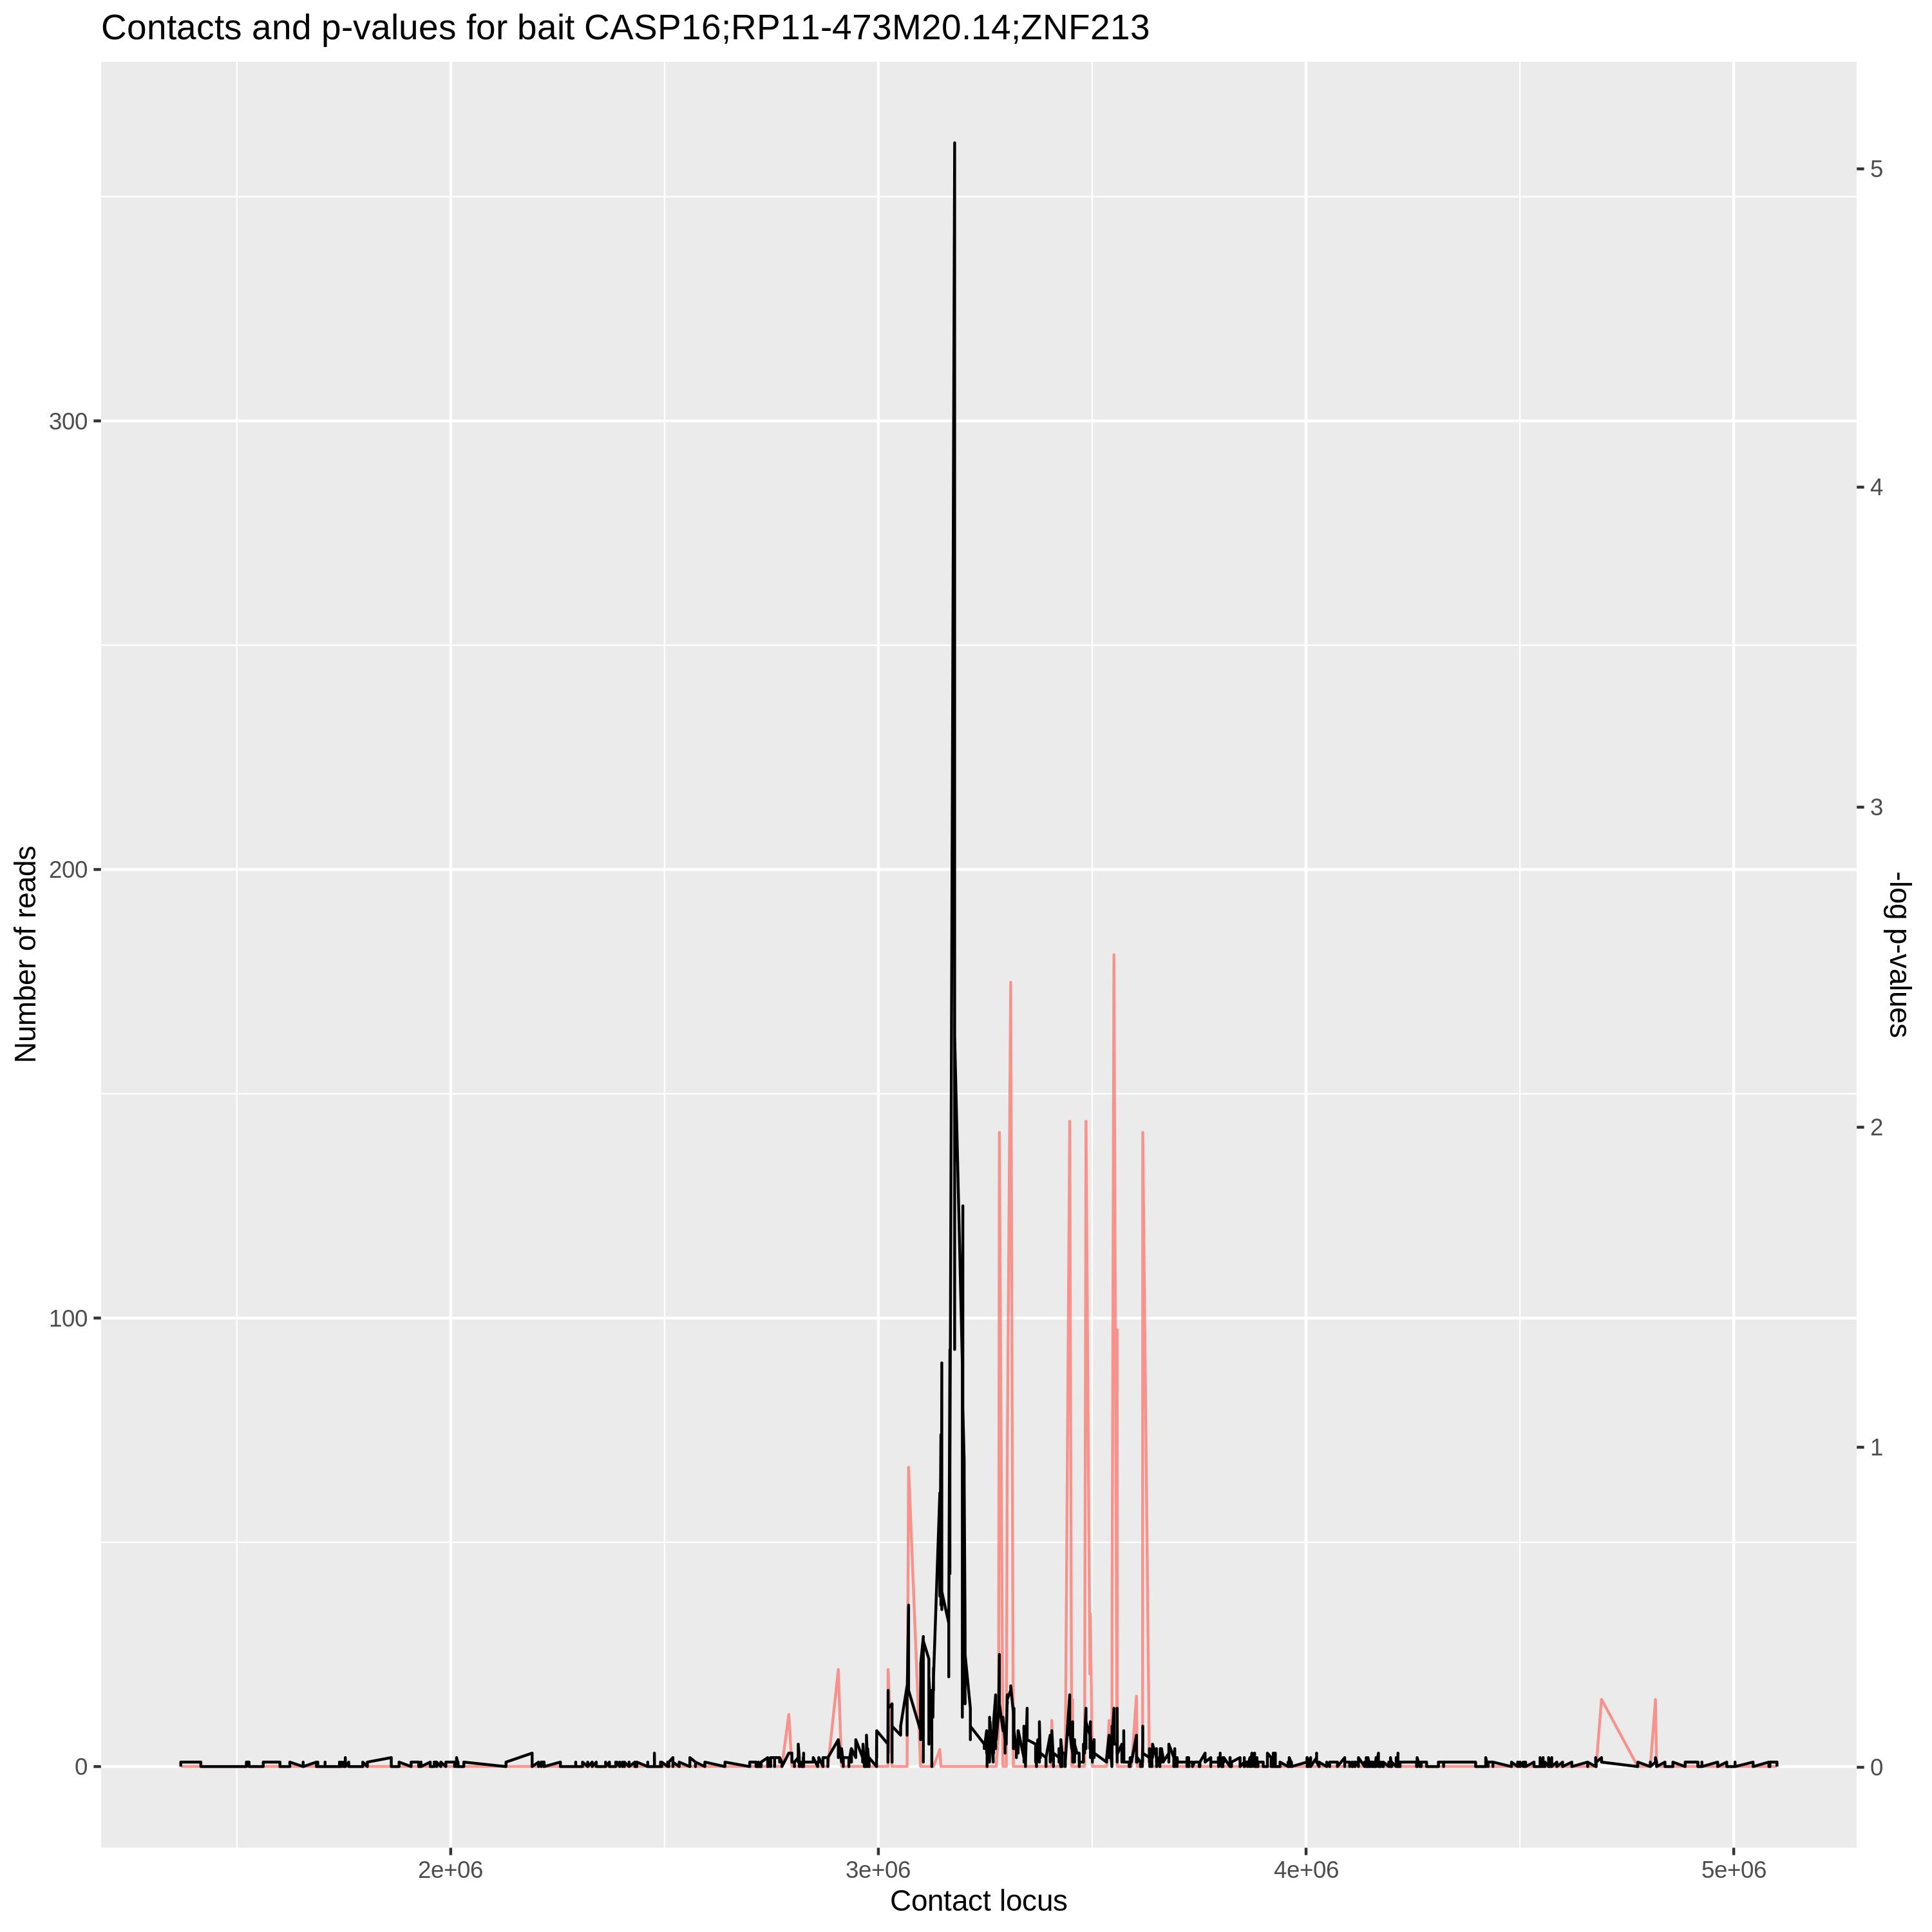 Contacts and p-values for bait CASP16;RP11-473M20.14;ZNF213
Number of reads
300
200
100
0
5
4
3
2
1
0
-log p-values
2e+06
3e+06
4e+06
5e+06
Contact locus